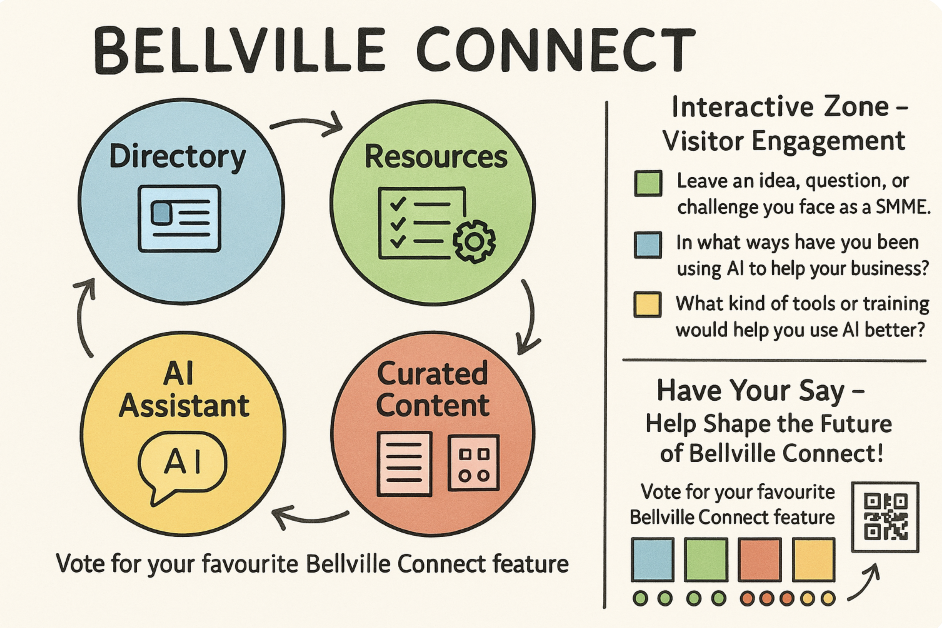 BELLVILLE CONNECT
Directory
Resources
AI
Assistant
AI
Curated
Content
Vote for your favourite Bellville Connect feature
Interactive Zone –
Visitor Engagement
Leave an idea, question, or
challenge you face as a SMME.
In what ways have you been
using AI to help your business?
What kind of tools or training
would help you use AI better?
Have Your Say –
Help Shape the Future
of Bellville Connect!
Vote for your favourite
Bellville Connect feature